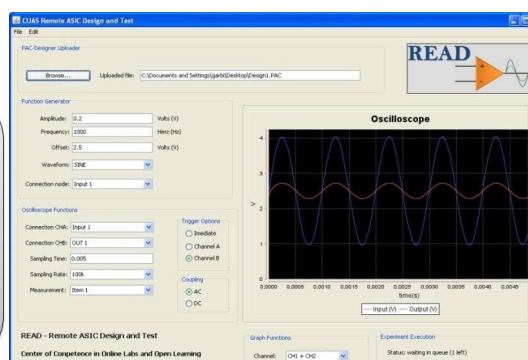 CUAS Remote ASIC Design and Test
File Edit
PAC-Designer Uploader
Browse... Uploaded file: C:\Documents and Settings\garbi\Desktop\Design1.PAC
READ
Function Generator
Amplitude: 0.2 Volts (V)
Frequency: 1000 Herz (Hz)
Offset: 2.5 Volts (V)
Waveform: SINE
Connection node: Input 1
Oscilloscope
4
3
2
1
0
V
0.0000 0.0005 0.0010 0.0015 0.0020 0.0025 0.0030 0.0035 0.0040 0.0045
time(s)
Input (V) Output (V)
Oscilloscope Functions
Connection CHA: Input 1
Connection CHB: OUT 1
Sampling Time: 0.005
Sampling Rate: 100K
Measurement: Item 1
Trigger Options
Imediate
Channel A
Channel B
Coupling
AC
DC
READ - Remote ASIC Design and Test
Center of Competence in Online Labs and Open Learning
Graph Functions
Channel: CH1 + CH2
Experiment Execution
Status: waiting in queue (1 left)